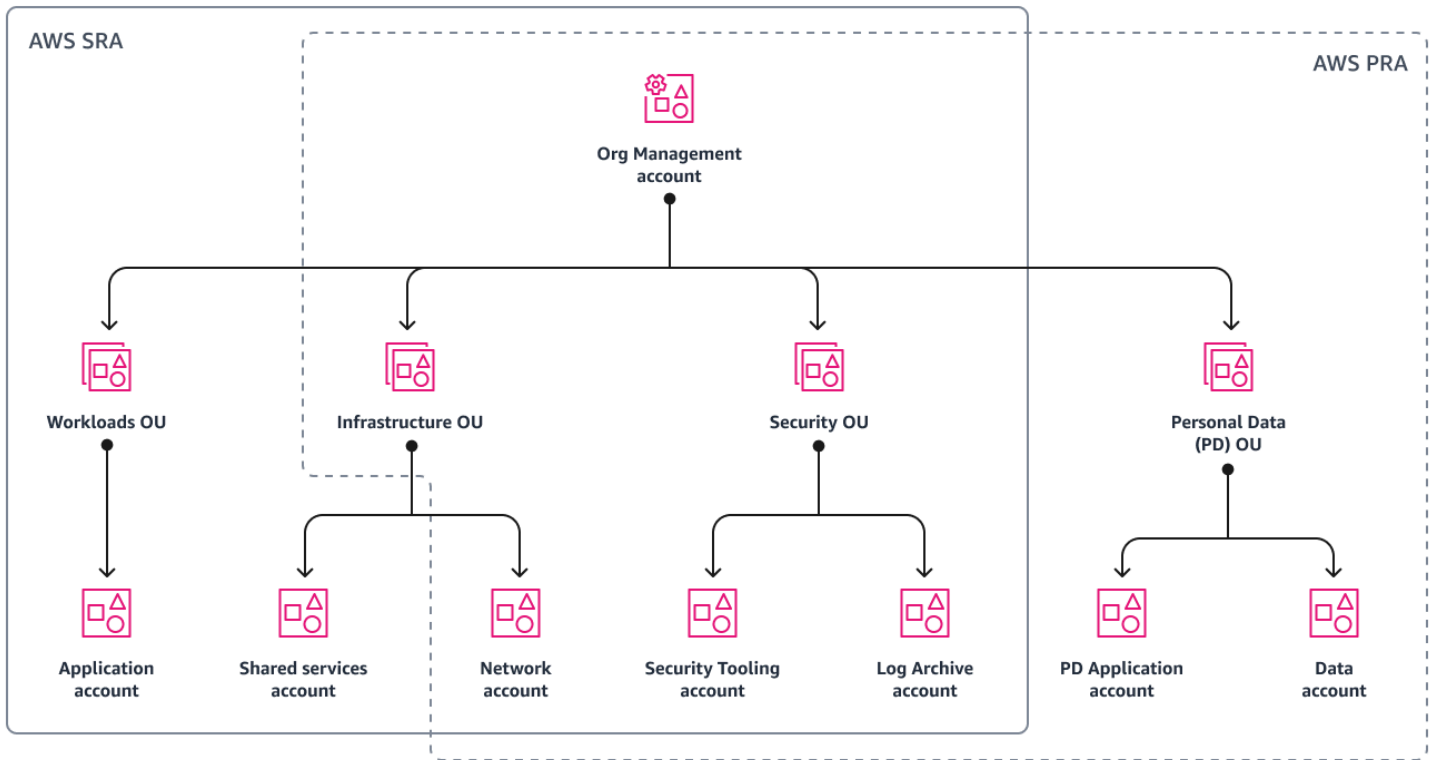 AWS SRA
AWS PRA
Org Management
account
Workloads OU
Infrastructure OU
Security OU
Personal Data
(PD) OU
Application
account
Shared services
account
Network
account
Security Tooling
account
Log Archive
account
PD Application
account
Data
account